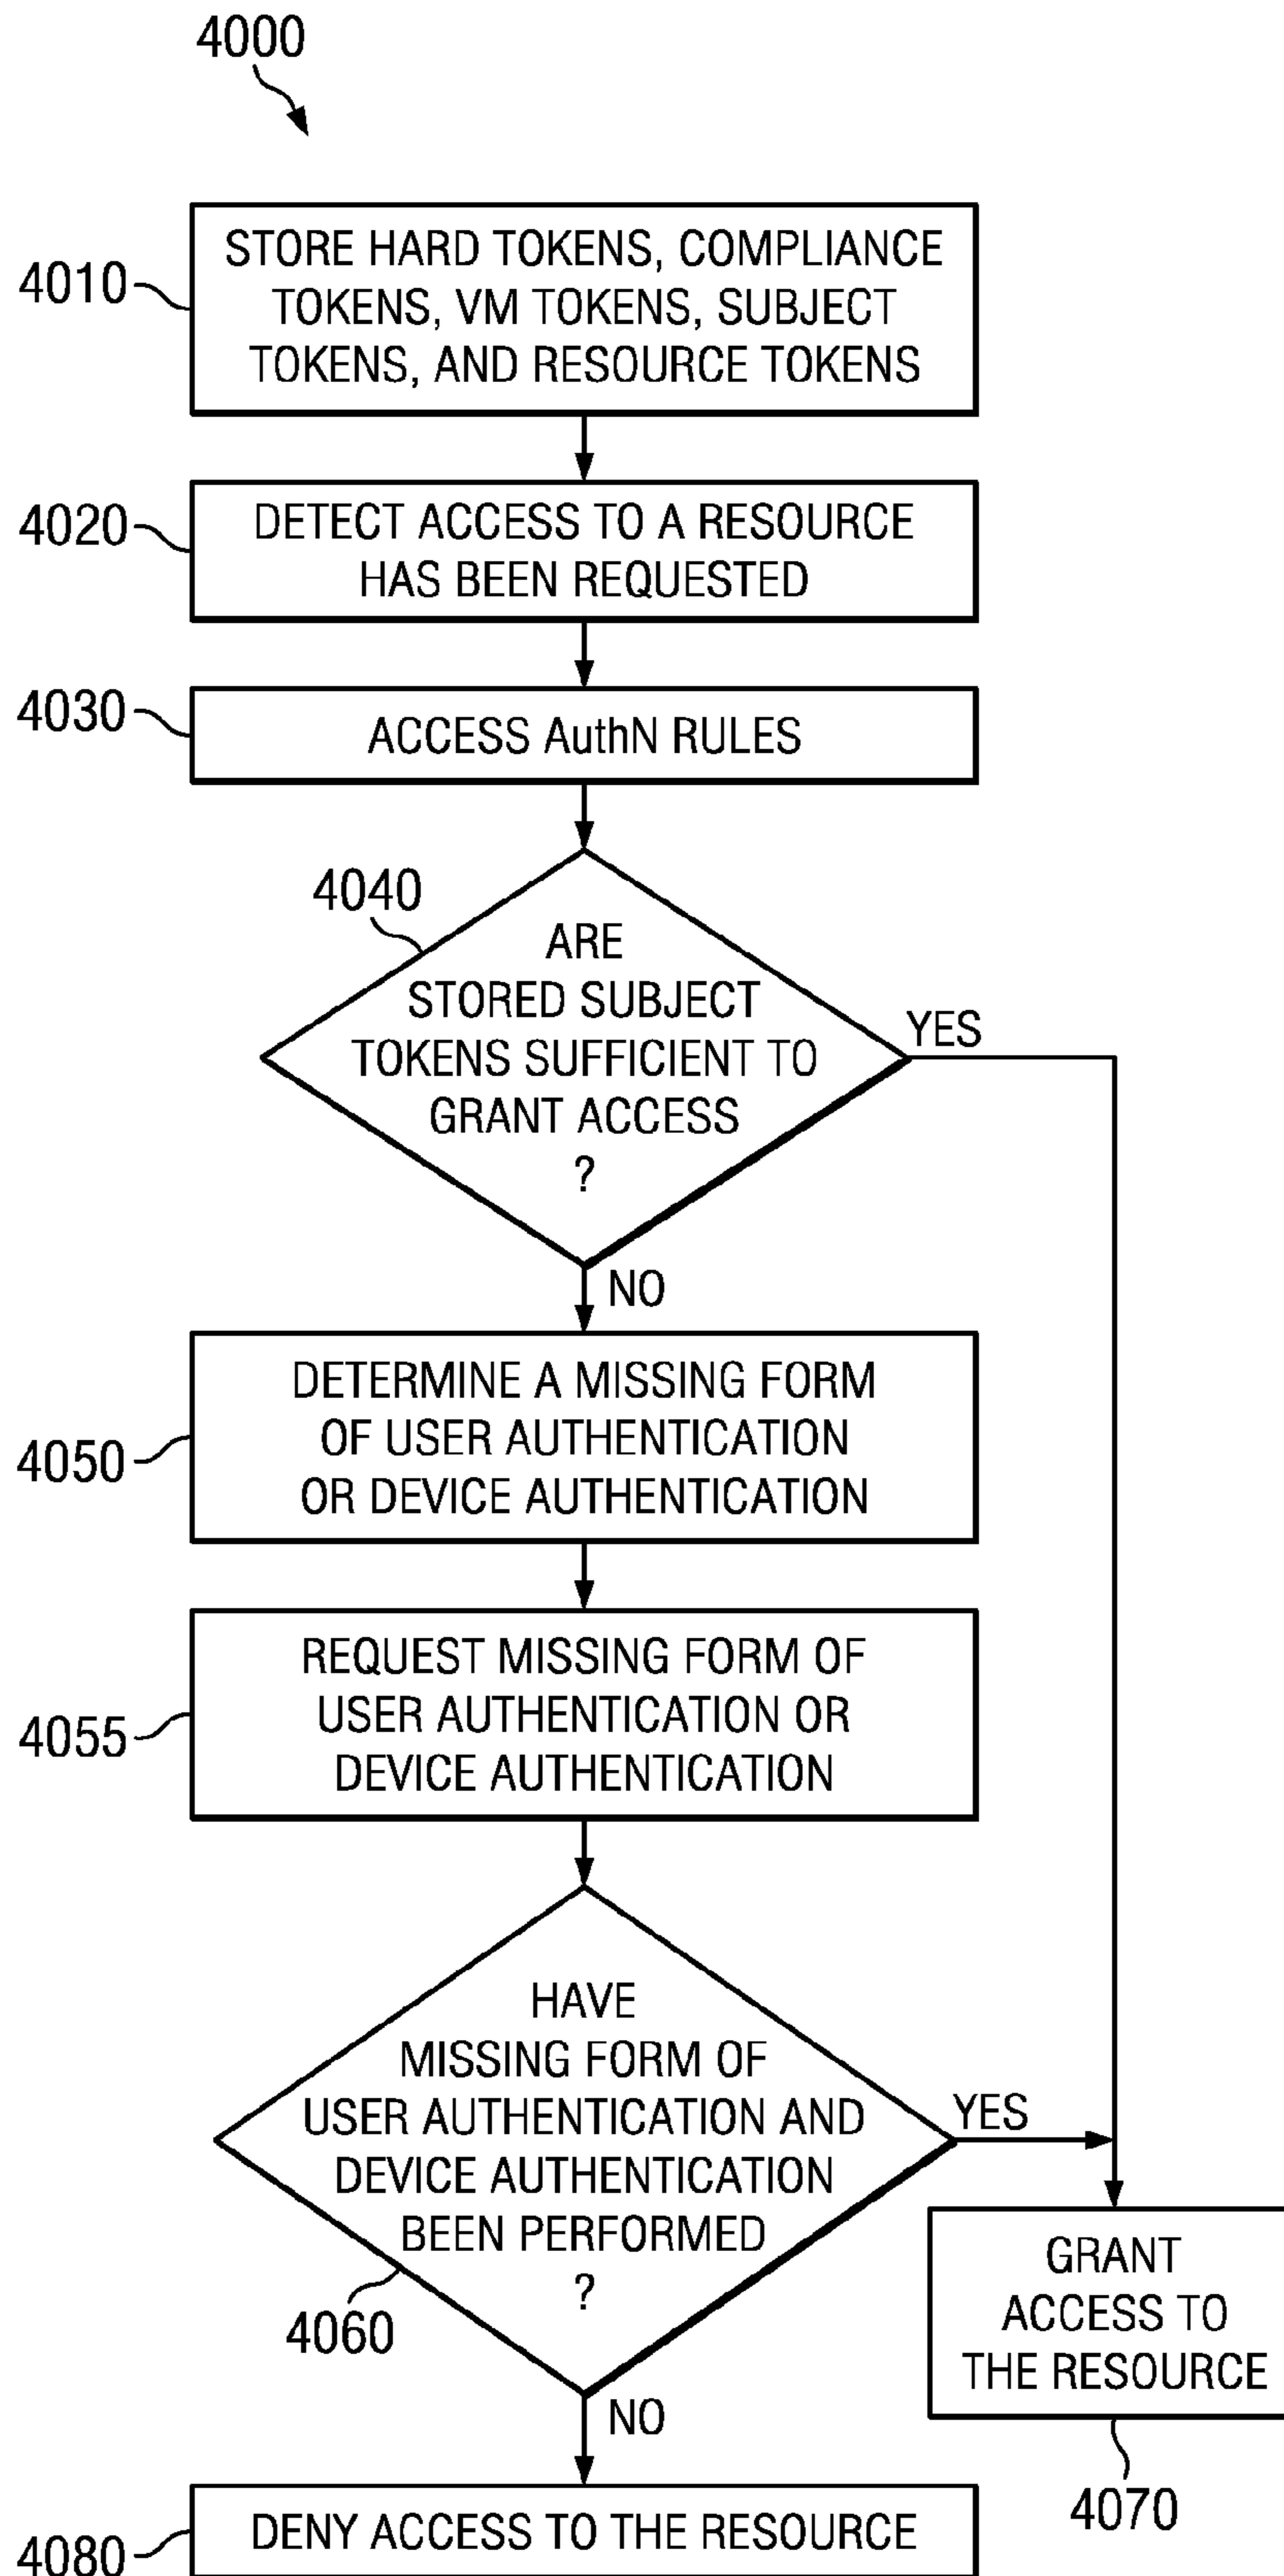 4000
4010
STORE HARD TOKENS, COMPLIANCE
TOKENS, VM TOKENS, SUBJECT
TOKENS, AND RESOURCE TOKENS
4020
DETECT ACCESS TO A RESOURCE
HAS BEEN REQUESTED
4030
ACCESS AuthN RULES
4040
ARE
STORED SUBJECT
TOKENS SUFFICIENT TO
GRANT ACCESS
?
YES
NO
4050
DETERMINE A MISSING FORM
OF USER AUTHENTICATION
OR DEVICE AUTHENTICATION
4055
REQUEST MISSING FORM OF
USER AUTHENTICATION OR
DEVICE AUTHENTICATION
HAVE
MISSING FORM OF
USER AUTHENTICATION AND
DEVICE AUTHENTICATION
BEEN PERFORMED
?
4060
YES
NO
GRANT
ACCESS TO
THE RESOURCE
4070
4080
DENY ACCESS TO THE RESOURCE